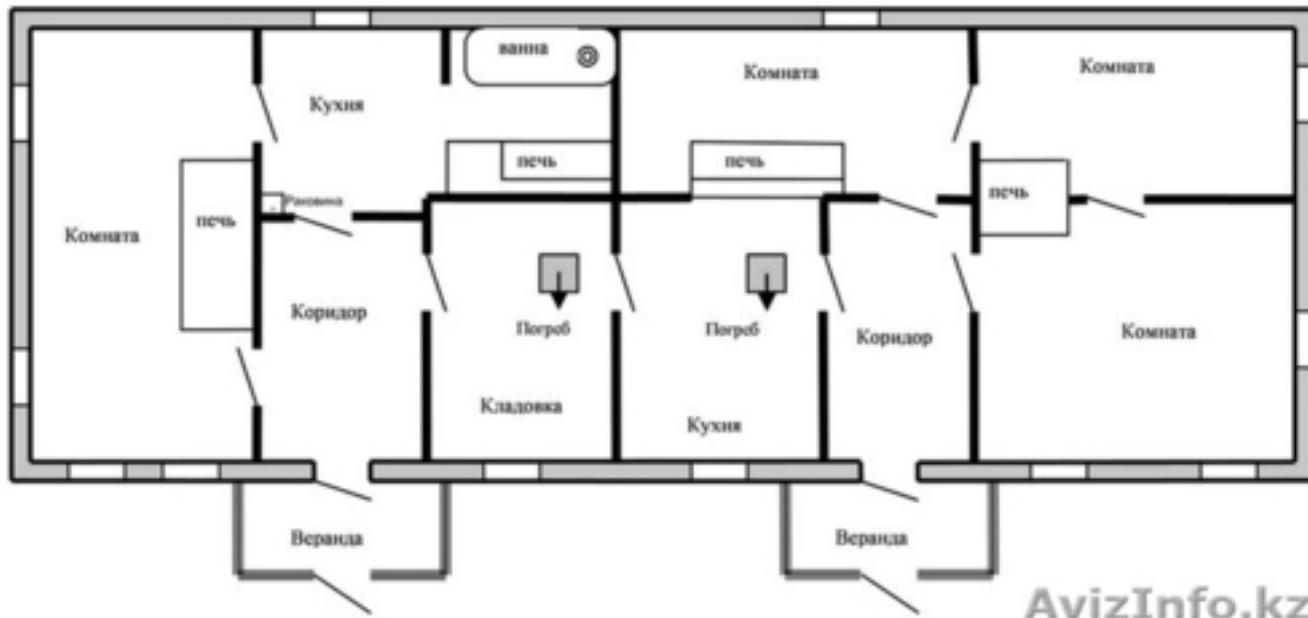 ванна
Комната
Комната
Кухня
печь
печь
печь
Раковина
печь
Комната
Коридор
Погреб
Погреб
Коридор
Комната
Кладовка
Кухня
Веранда
Веранда
AvizInfo.kz